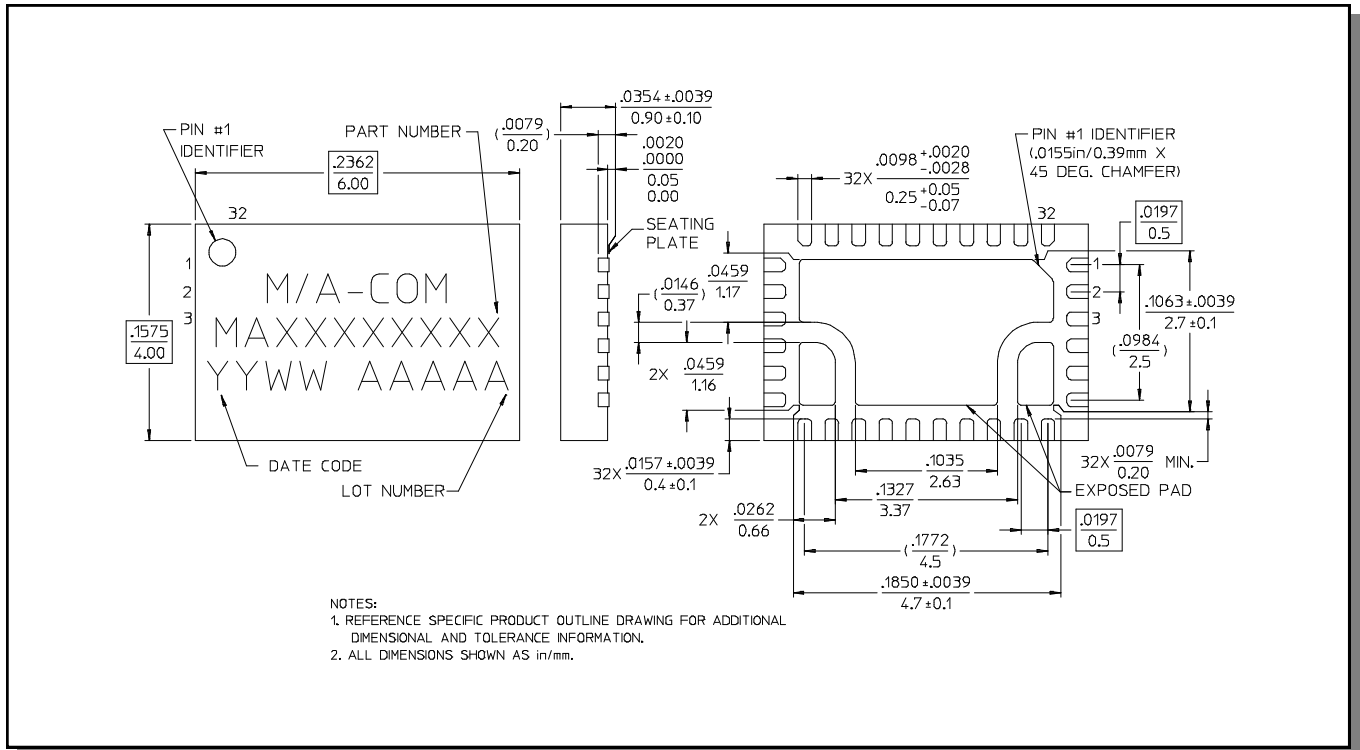 PIN #1
IDENTIFIER
PART NUMBER
.2362
6.00
32
1
2
3
.1575
4.00
M/A-COM
MAXXXXXXXXX
YYWW AAAAA
DATE CODE
LOT NUMBER
.0354 ±.0039
0.90 ±0.10
(.0079)
0.20
.0020
.0000
0.05
0.00
SEATING
PLATE
32X .0098 +.0020
-.0028
0.25 +0.05
-0.07
PIN #1 IDENTIFIER
(.0155in/0.39mm X
45 DEG. CHAMFER)
32
.0197
0.5
1
2
3
.0459
1.17
(.0146)
0.37
2X .0459
1.16
.1063±.0039
2.7 ±0.1
(.0984)
2.5
32X .0157 ±.0039
0.4 ±0.1
.1035
2.63
.1327
3.37
32X .0079 MIN.
0.20
EXPOSED PAD
2X .0262
0.66
.0197
0.5
(.1772)
4.5
.1850 ±.0039
4.7 ±0.1
NOTES:
1. REFERENCE SPECIFIC PRODUCT OUTLINE DRAWING FOR ADDITIONAL
DIMENSIONAL AND TOLERANCE INFORMATION.
2. ALL DIMENSIONS SHOWN AS in/mm.